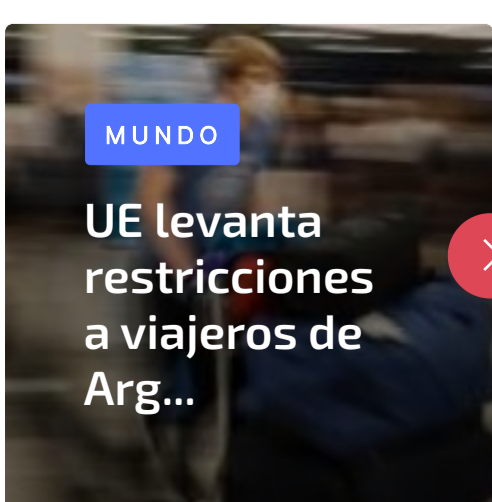 MUNDO
UE levanta
restricciones
a viajeros de
Arg...